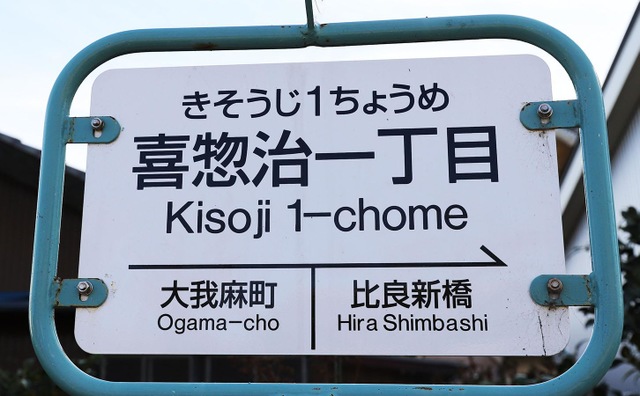 きそうじ1ちょうめ
喜惣治一丁目
Kisoji 1-chome
大我麻町 比良新橋
Ogama-cho Hira Shimbashi